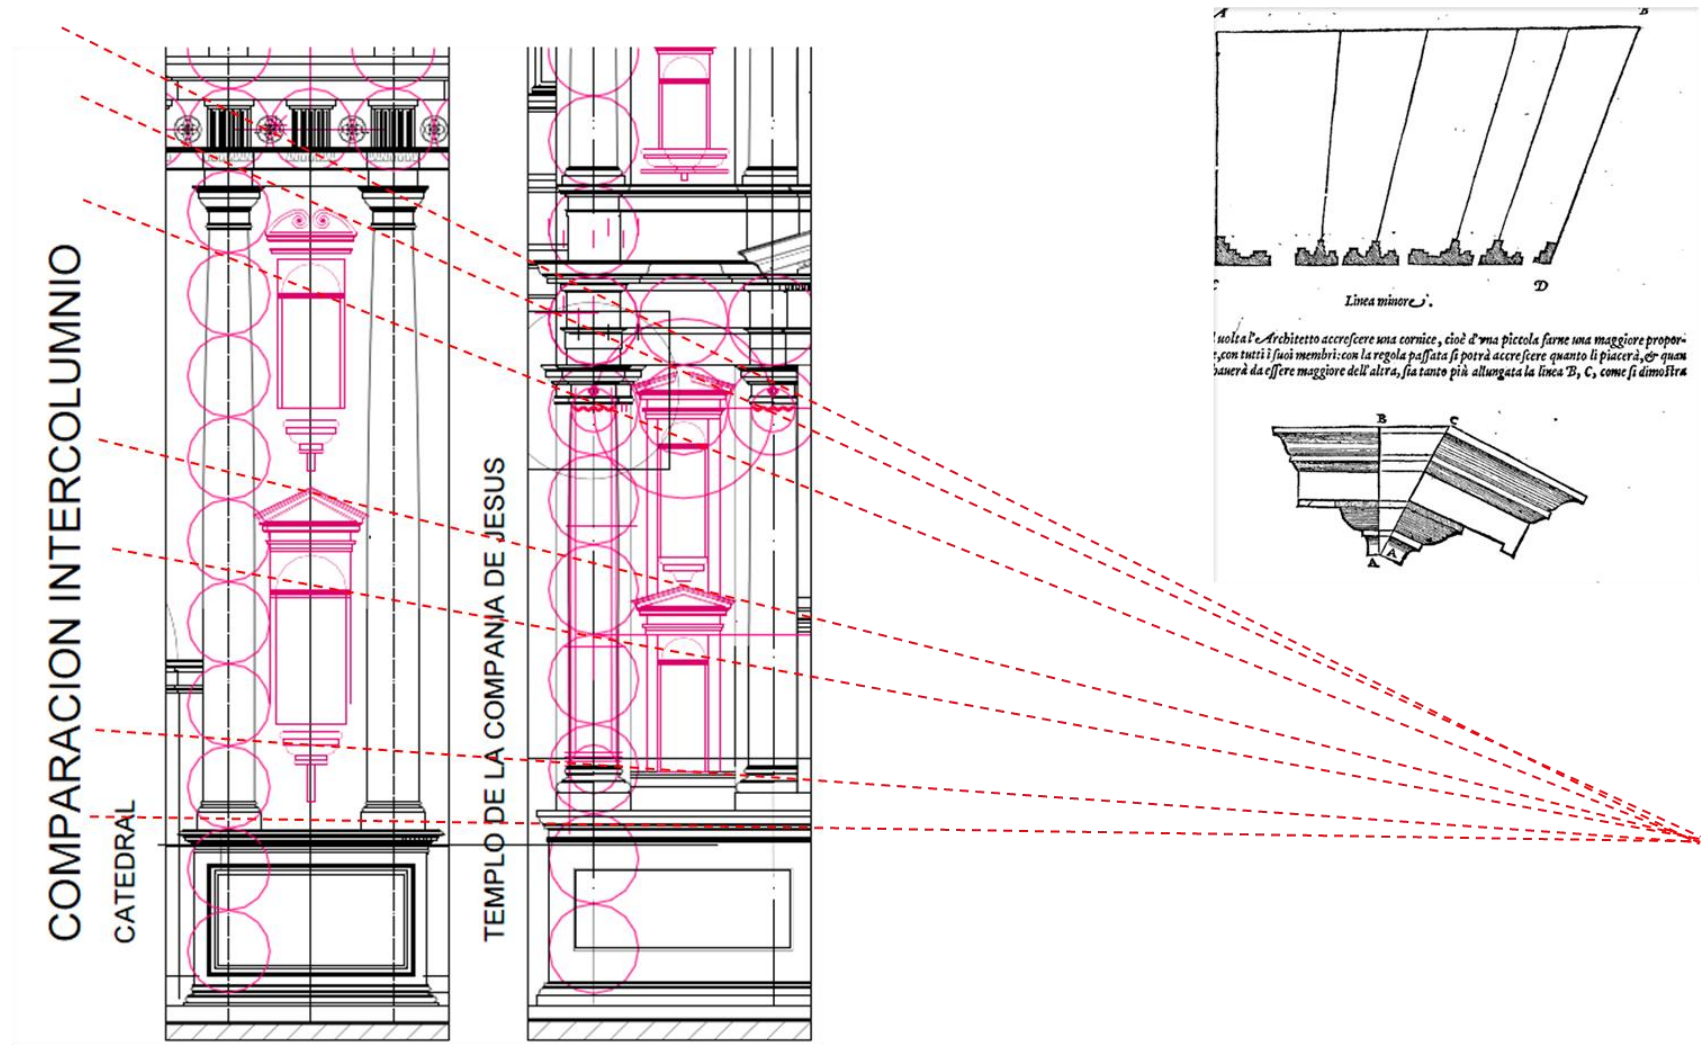 COMPARACION INTERCOLUMNIO
CATEDRAL
TEMPLO DE LA COMPANIA DE JESUS
A B
D
Linea minore.
uolta l'Architetto accrescere una cornice, cioè d'vna piccola farne una maggiore propor-
,con tutti i suoi membri: con la regola passata si potrà accrescere quanto li piacerà, & quan
hauerà da essere maggiore dell'altra, sia tanto più allungata la linea B, C, come si dimostra
B C
A A